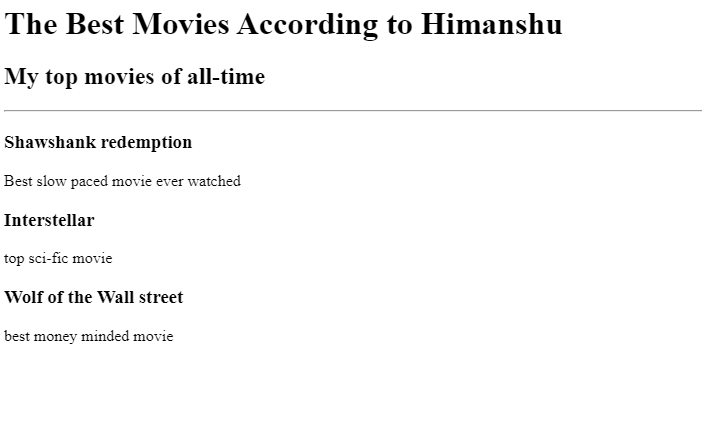 The Best Movies According to Himanshu
My top movies of all-time
Shawshank redemption
Best slow paced movie ever watched
Interstellar
top sci-fic movie
Wolf of the Wall street
best money minded movie